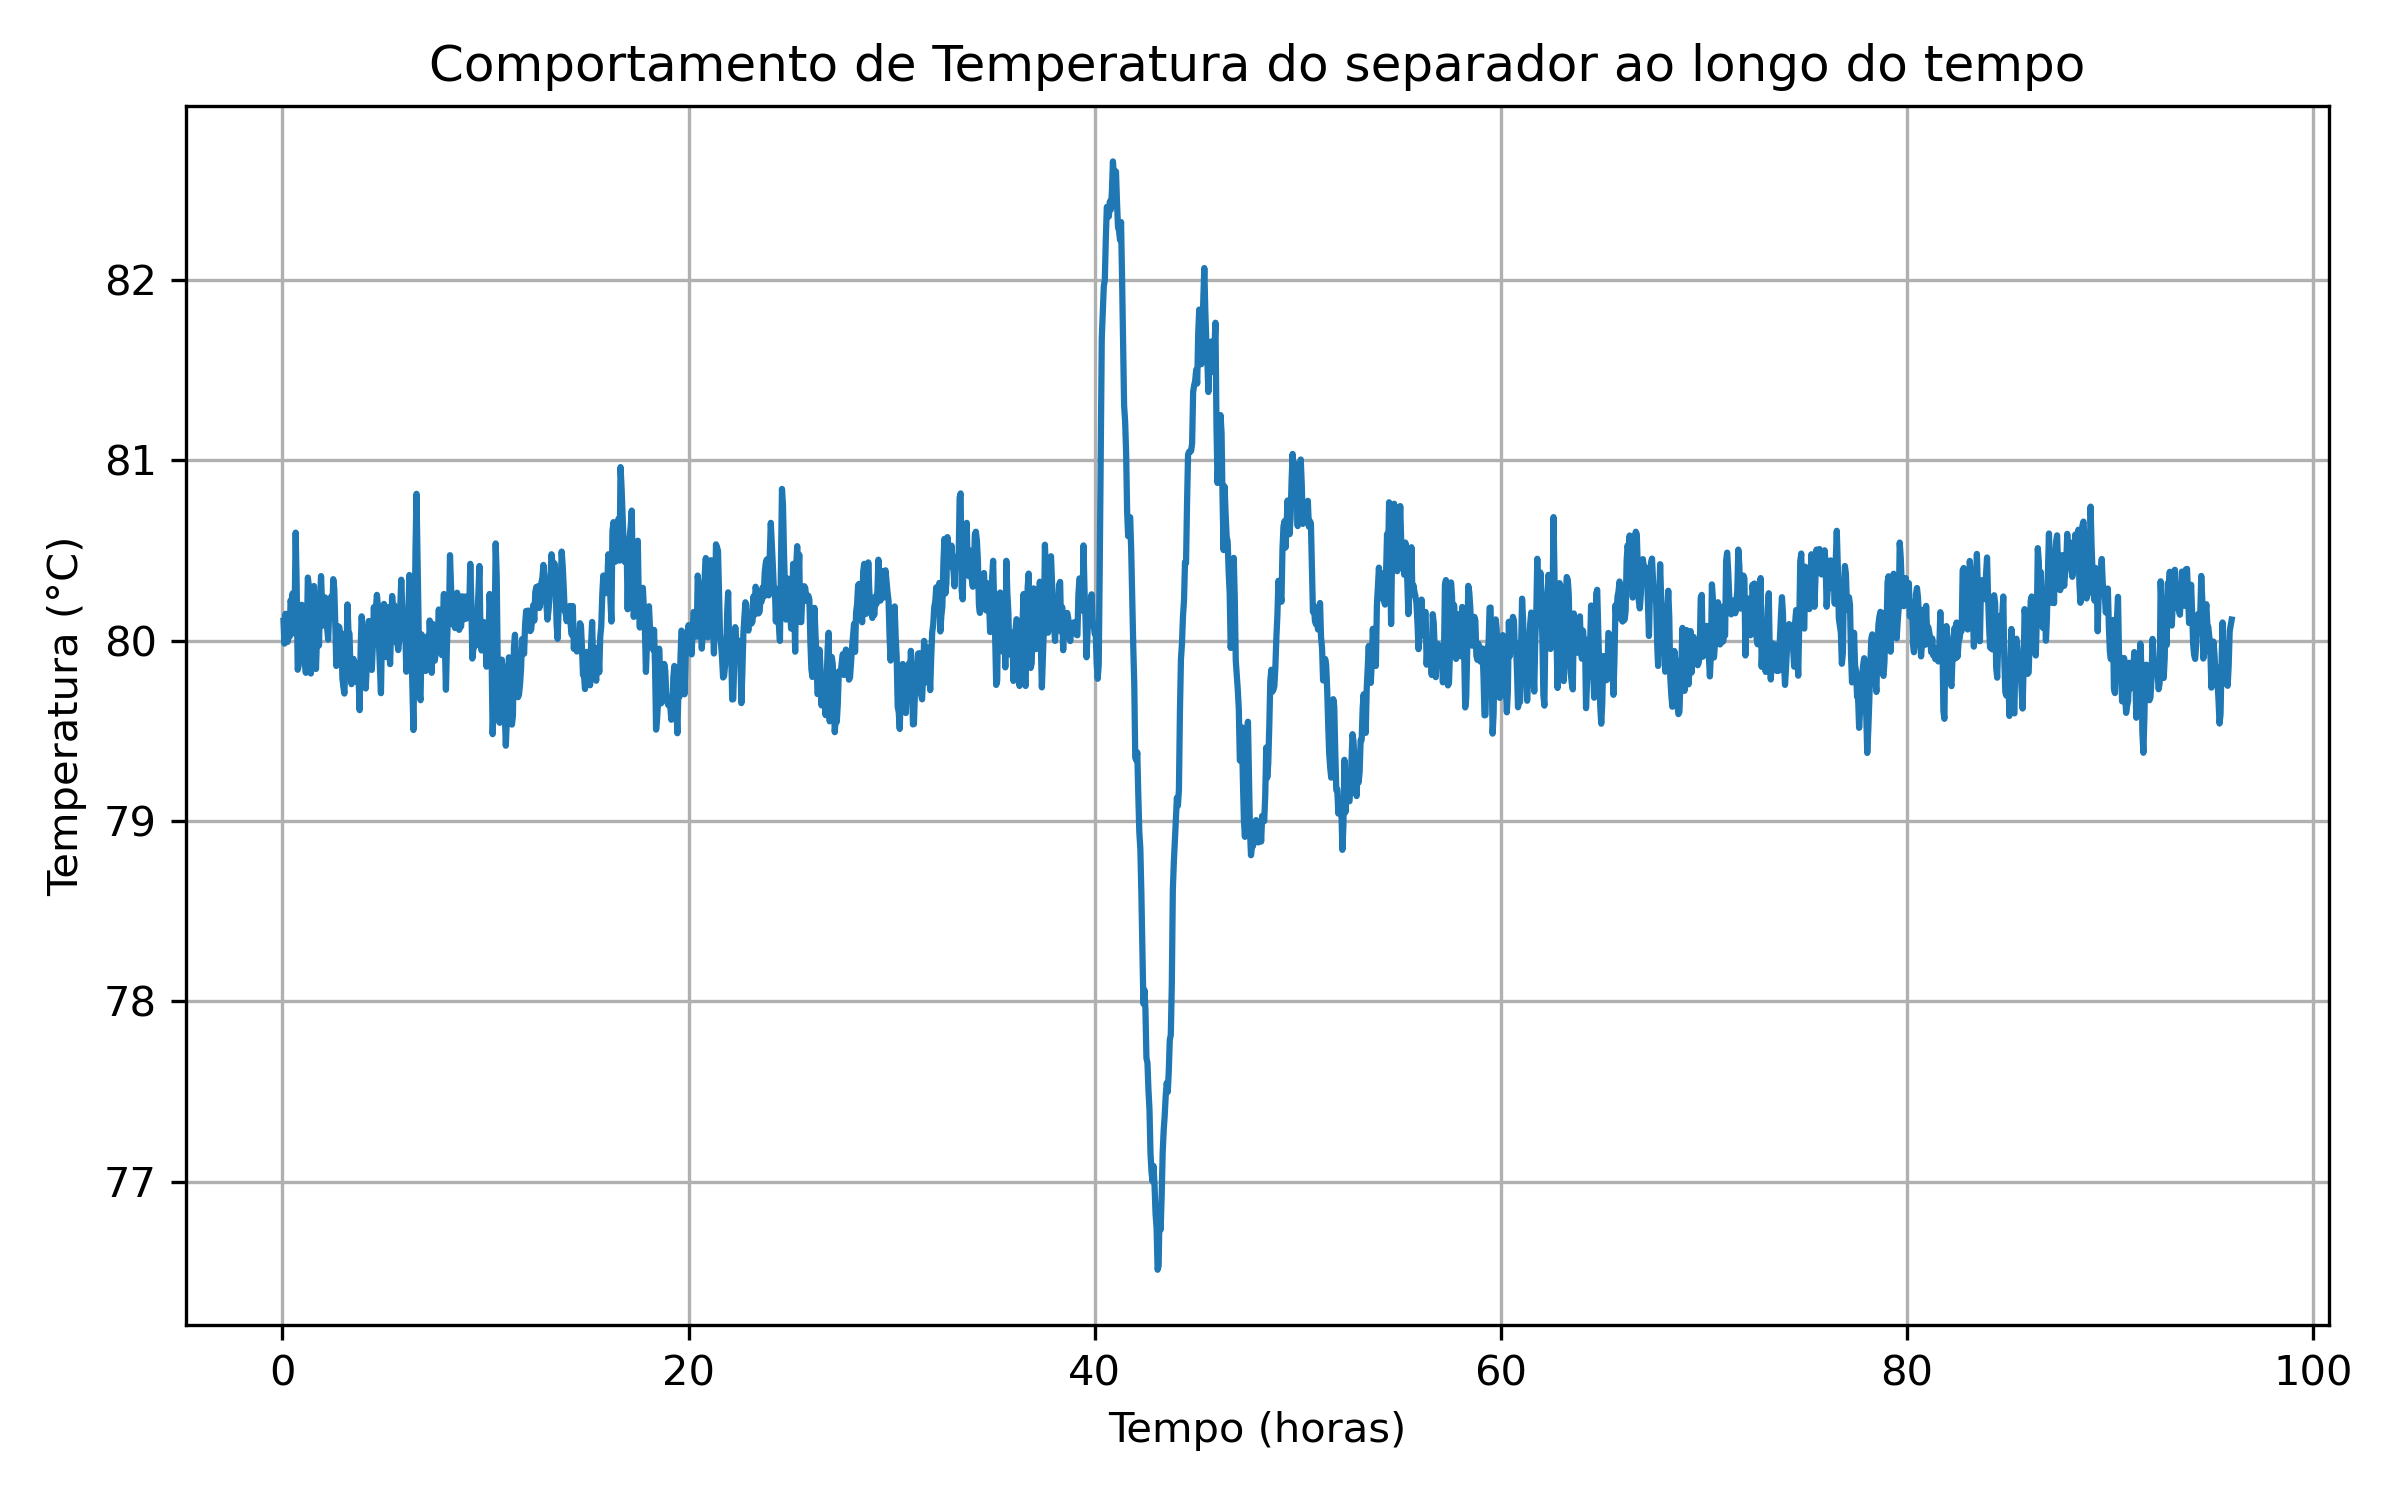 Comportamento de Temperatura do separador ao longo do tempo
Temperatura (°C)
82
81
80
79
78
77
0 20 40 60 80 100
Tempo (horas)